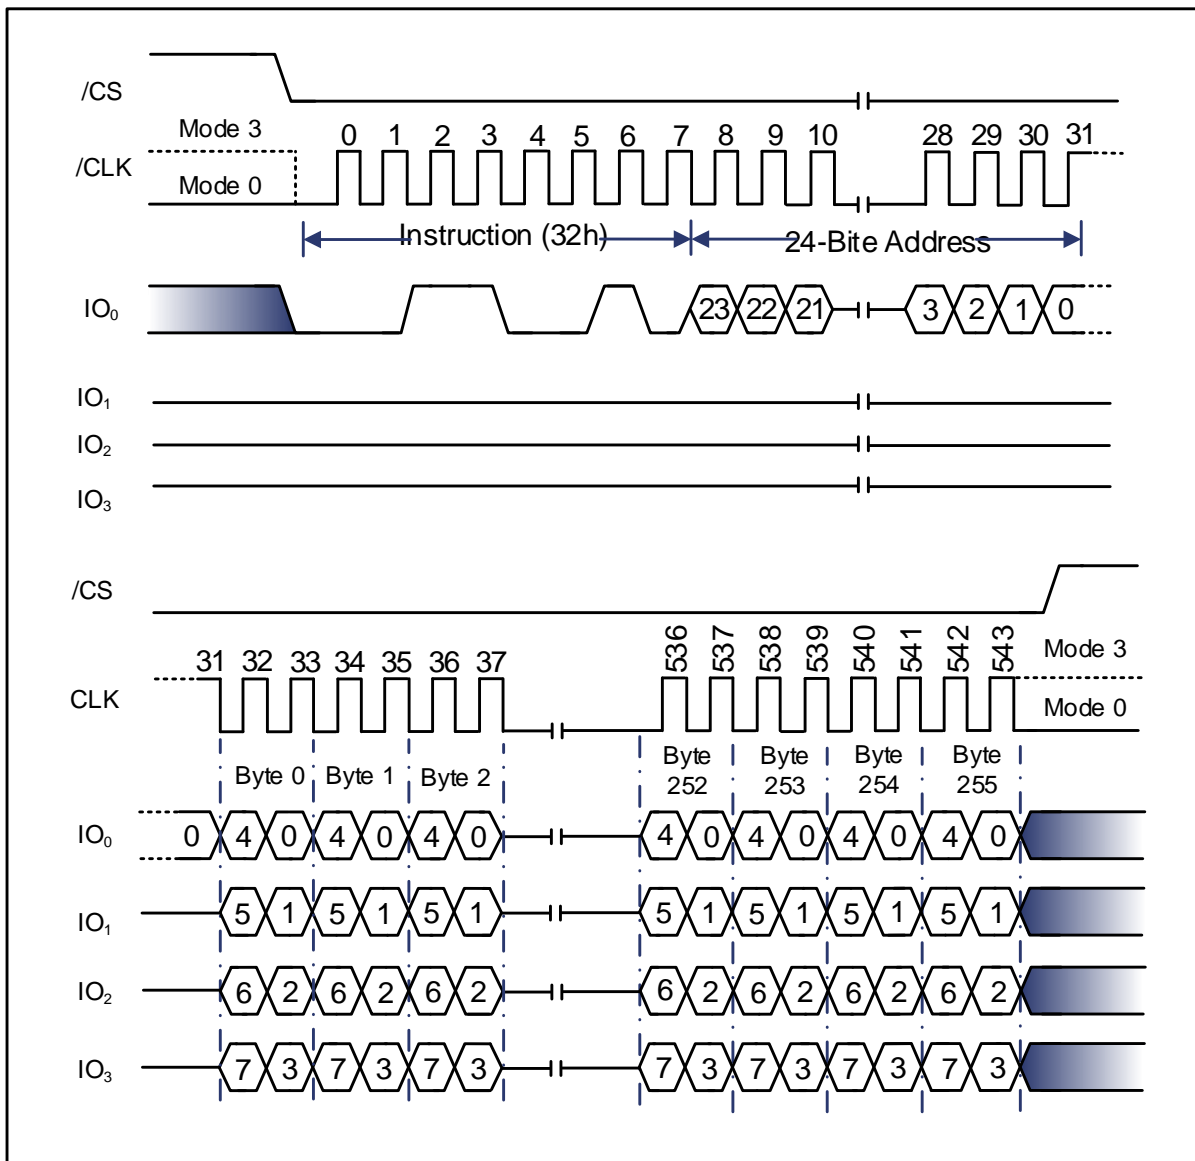 /CS
Mode 3
0 1 2 3 4 5 6 7 8 9 10 28 29 30 31
/CLK
Mode 0
Instruction (32h) 24-Bite Address
IO₀ 23 22 21 3 2 1 0
IO₁
IO₂
IO₃
/CS
31 32 33 34 35 36 37 536 537 538 539 540 541 542 543 Mode 3
CLK Mode 0
Byte 0 Byte 1 Byte 2 Byte 252 Byte 253 Byte 254 Byte 255
IO₀ 0 4 0 4 0 4 0 4 0 4 0 4 0 4 0
IO₁ 5 1 5 1 5 1 5 1 5 1 5 1 5 1
IO₂ 6 2 6 2 6 2 6 2 6 2 6 2 6 2
IO₃ 7 3 7 3 7 3 7 3 7 3 7 3 7 3